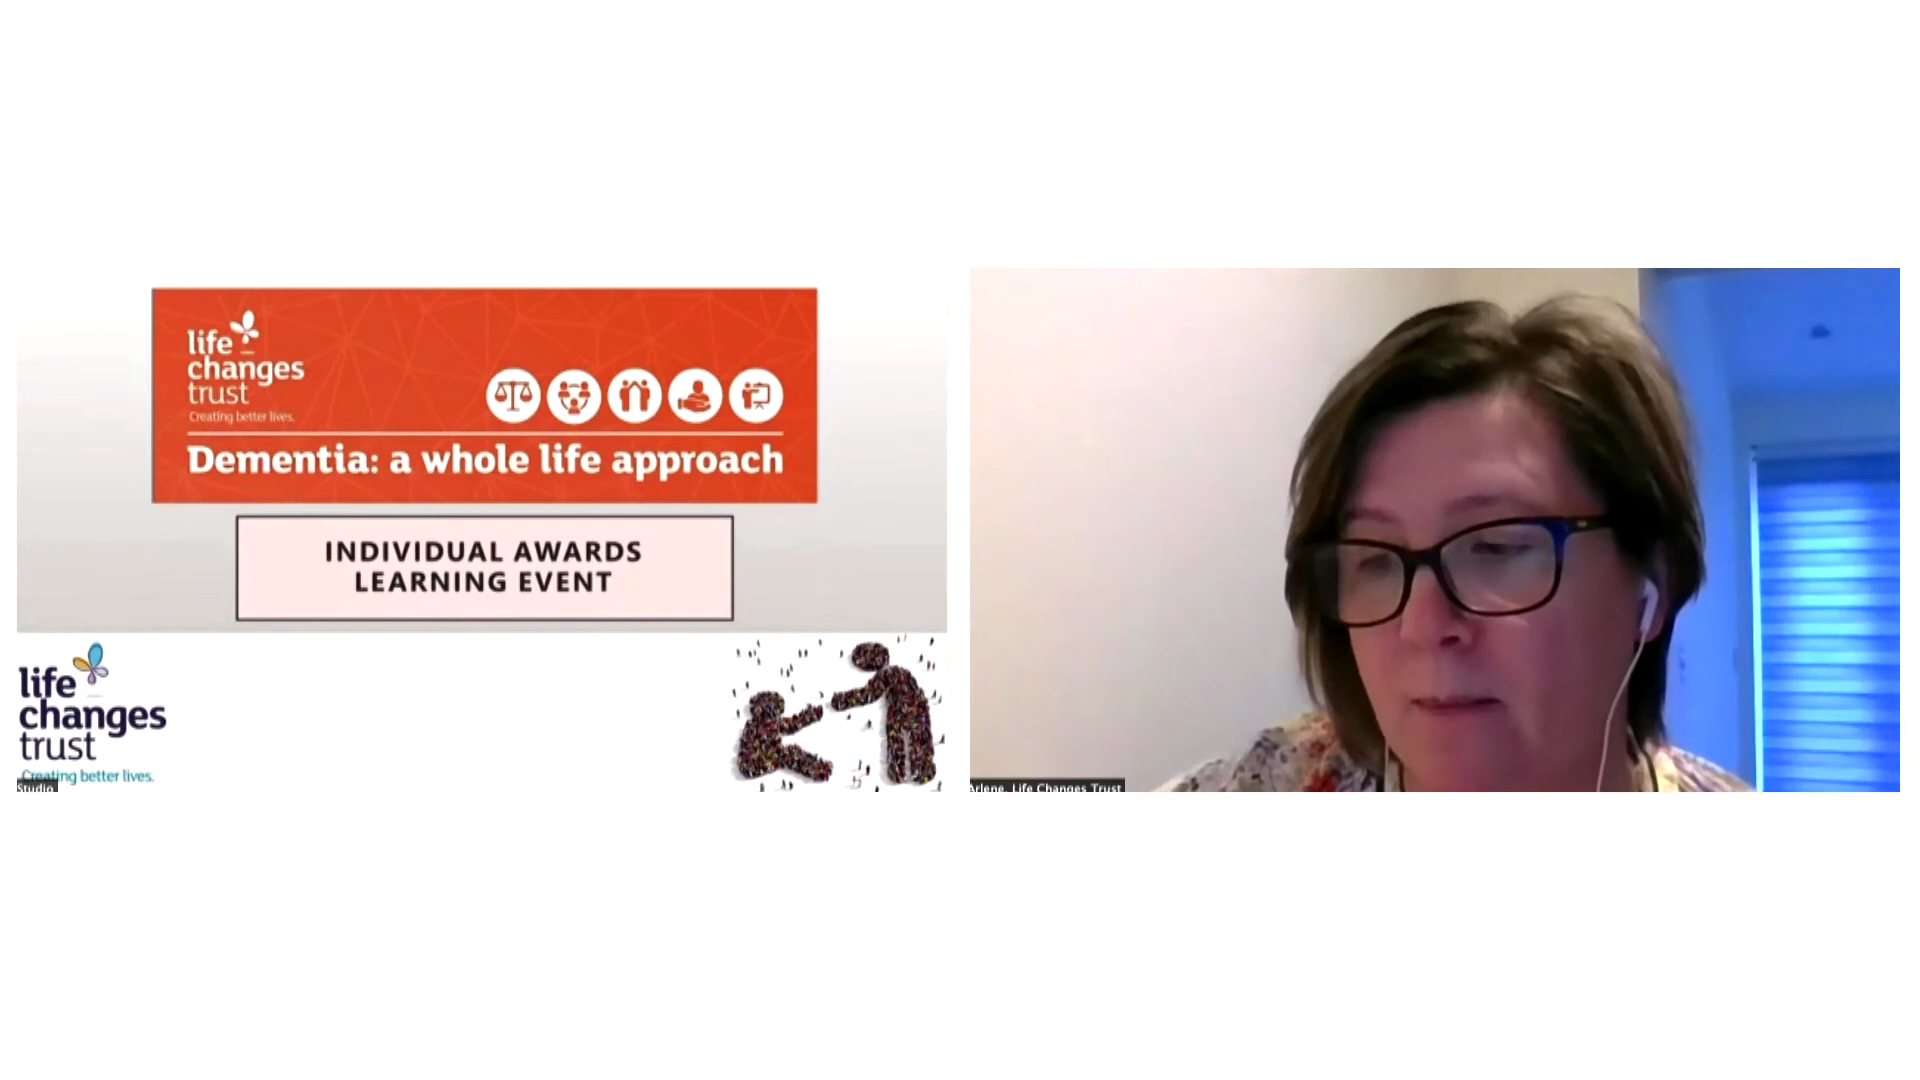 life
changes
trust
Creating better lives.
Dementia: a whole life approach
INDIVIDUAL AWARDS
LEARNING EVENT
life
changes
trust
Creating better lives.
Studio
Arlene, Life Changes Trust